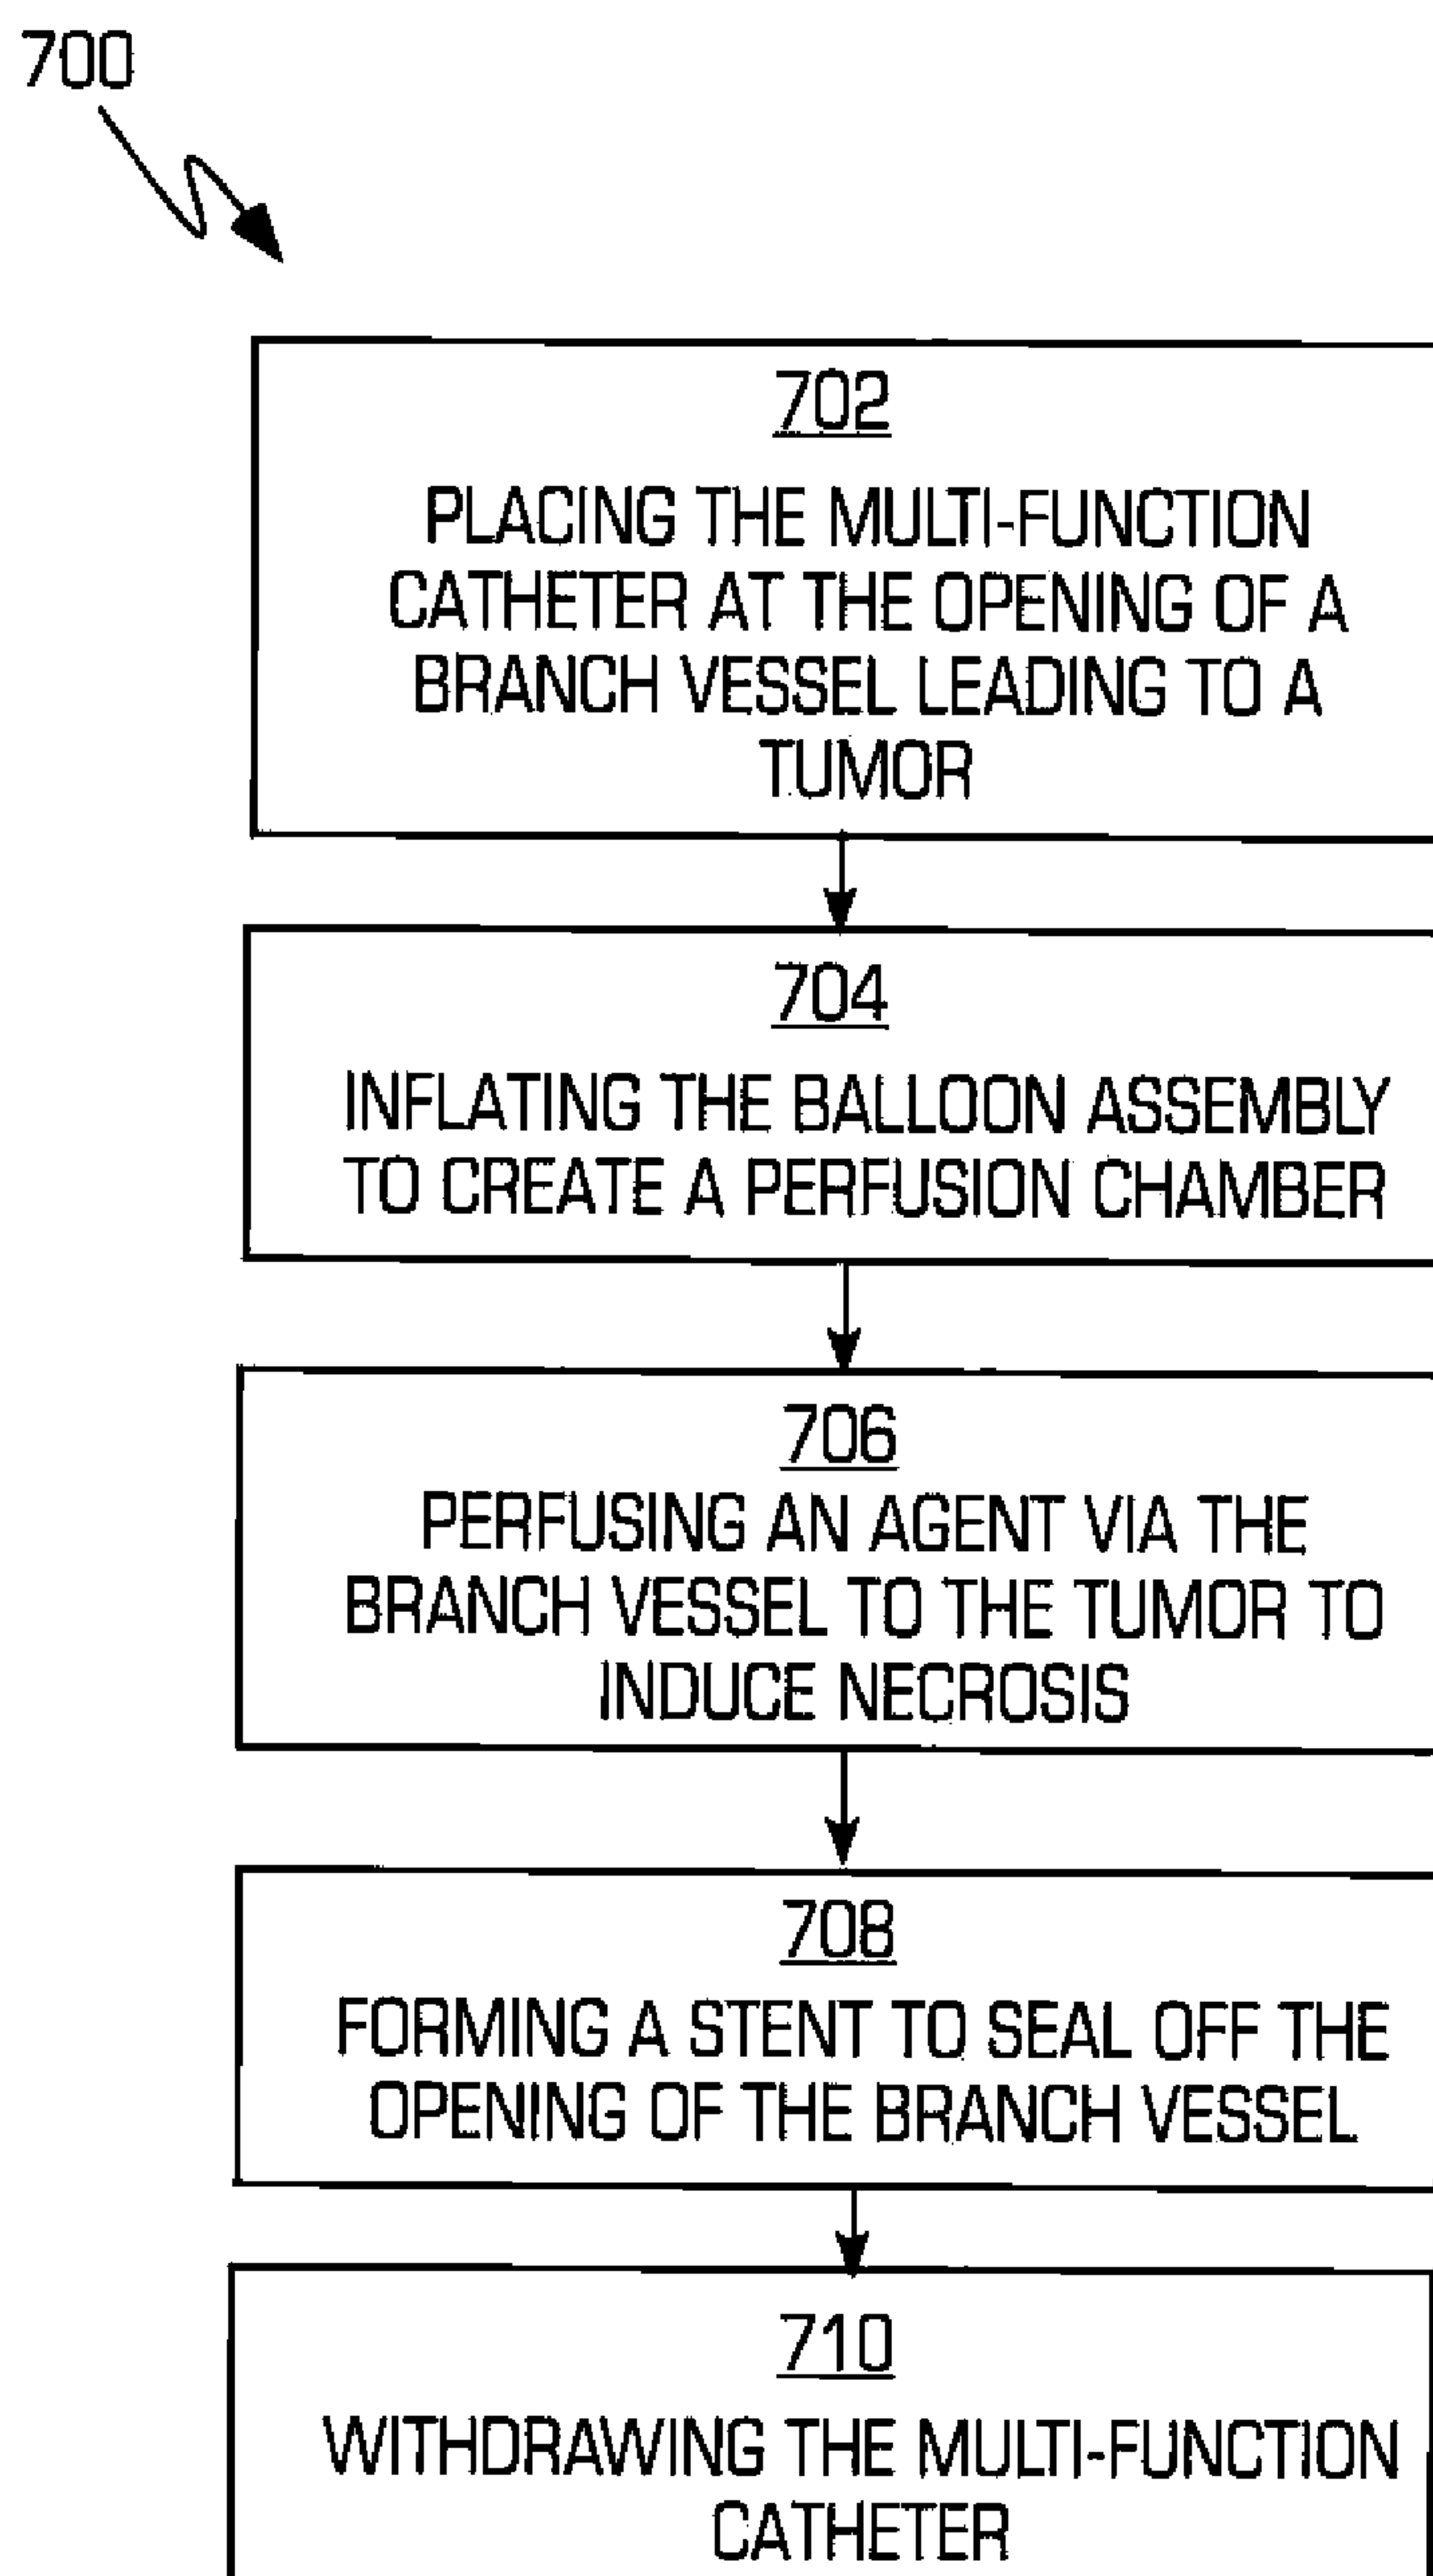 700
702
PLACING THE MULTI-FUNCTION
CATHETER AT THE OPENING OF A
BRANCH VESSEL LEADING TO A
TUMOR
704
INFLATING THE BALLOON ASSEMBLY
TO CREATE A PERFUSION CHAMBER
706
PERFUSING AN AGENT VIA THE
BRANCH VESSEL TO THE TUMOR TO
INDUCE NECROSIS
708
FORMING A STENT TO SEAL OFF THE
OPENING OF THE BRANCH VESSEL
710
WITHDRAWING THE MULTI-FUNCTION
CATHETER